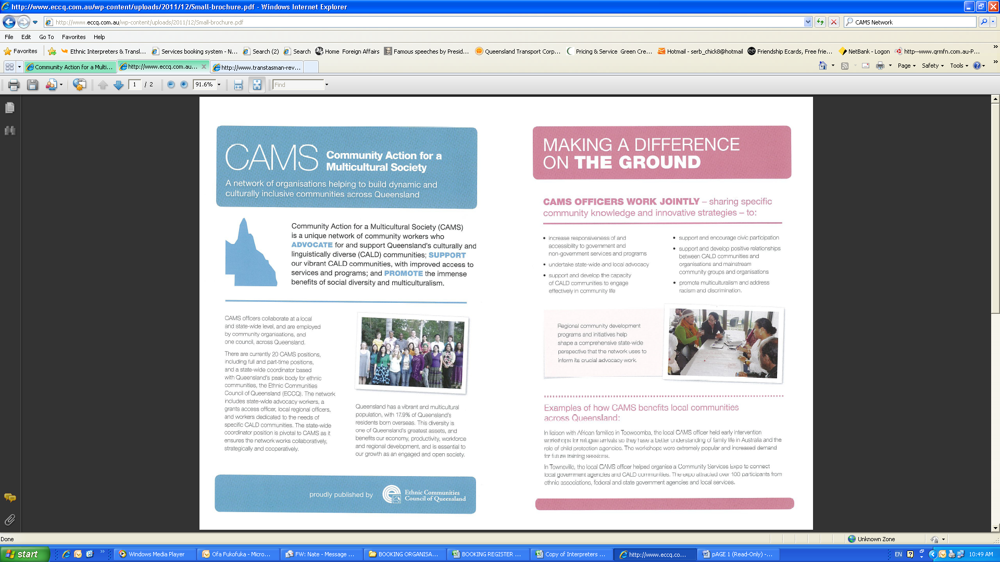 http://www.eccq.com.au/wp-content/uploads/2011/12/Small-brochure.pdf - Windows Internet Explorer
http://www.eccq.com.au/wp-content/uploads/2011/12/Small-brochure.pdf
CAMS Network
File Edit Go To Favorites Help
Favorites
Ethnic Interpreters & Transl...
Services booking system - N...
Search (2)
Search
Home Foreign Affairs
Famous speeches by Presid...
Queensland Transport Corp...
Pricing & Service Green Cre...
Hotmail - serb_chick8@hotmail
Friendship Ecards, Free frie...
NetBank - Logon
http--www.qrmfn.com.au-P...
Community Action for a Multi...
http://www.eccq.com.au...
http://www.transtasman-rev...
Page Safety Tools
1 / 2
91.6%
Find
CAMS Community Action for a
Multicultural Society
A network of organisations helping to build dynamic and
culturally inclusive communities across Queensland
Community Action for a Multicultural Society (CAMS)
is a unique network of community workers who
ADVOCATE for and support Queensland's culturally and
linguistically diverse (CALD) communities; SUPPORT
our vibrant CALD communities, with improved access to
services and programs; and PROMOTE the immense
benefits of social diversity and multiculturalism.
CAMS officers collaborate at a local
and state-wide level, and are employed
by community organisations, and
one council, across Queensland.
There are currently 20 CAMS positions,
including full and part-time positions,
and a state-wide coordinator based
with Queensland's peak body for ethnic
communities, the Ethnic Communities
Council of Queensland (ECCQ). The network
includes state-wide advocacy workers, a
grants access officer, local regional officers,
and workers dedicated to the needs of
specific CALD communities. The state-wide
coordinator position is pivotal to CAMS as it
ensures the network works collaboratively,
strategically and cooperatively.
Queensland has a vibrant and multicultural
population, with 17.9% of Queensland's
residents born overseas. This diversity is
one of Queensland's greatest assets, and
benefits our economy, productivity, workforce
and regional development, and is essential to
our growth as an engaged and open society.
proudly published by
Ethnic Communities
Council of Queensland
MAKING A DIFFERENCE
ON THE GROUND
CAMS OFFICERS WORK JOINTLY – sharing specific
community knowledge and innovative strategies – to:
• increase responsiveness of and
accessibility to government and
non-government services and programs
• undertake state-wide and local advocacy
• support and develop the capacity
of CALD communities to engage
effectively in community life
• support and encourage civic participation
• support and develop positive relationships
between CALD communities and
organisations and mainstream
community groups and organisations
• promote multiculturalism and address
racism and discrimination.
Regional community development
programs and initiatives help
shape a comprehensive state-wide
perspective that the network uses to
inform its crucial advocacy work.
Examples of how CAMS benefits local communities
across Queensland:
In liaison with African families in Toowoomba, the local CAMS officer held early intervention
workshops for refugee arrivals so they have a better understanding of family life in Australia and the
role of child protection agencies. The workshops were extremely popular and increased demand
for future training sessions.
In Townsville, the local CAMS officer helped organise a Community Services Expo to connect
local government agencies and CALD communities. The expo attracted over 100 participants from
ethnic associations, federal and state government agencies and local services.
Done
Unknown Zone
start
Windows Media Player
Ofa Fukofuka - Micro...
FW: Nate - Message ...
BOOKING ORGANISA...
BOOKING REGISTER ...
Copy of Interpreters ...
http://www.eccq.co...
pAGE 1 (Read-Only) -...
EN
10:49 AM